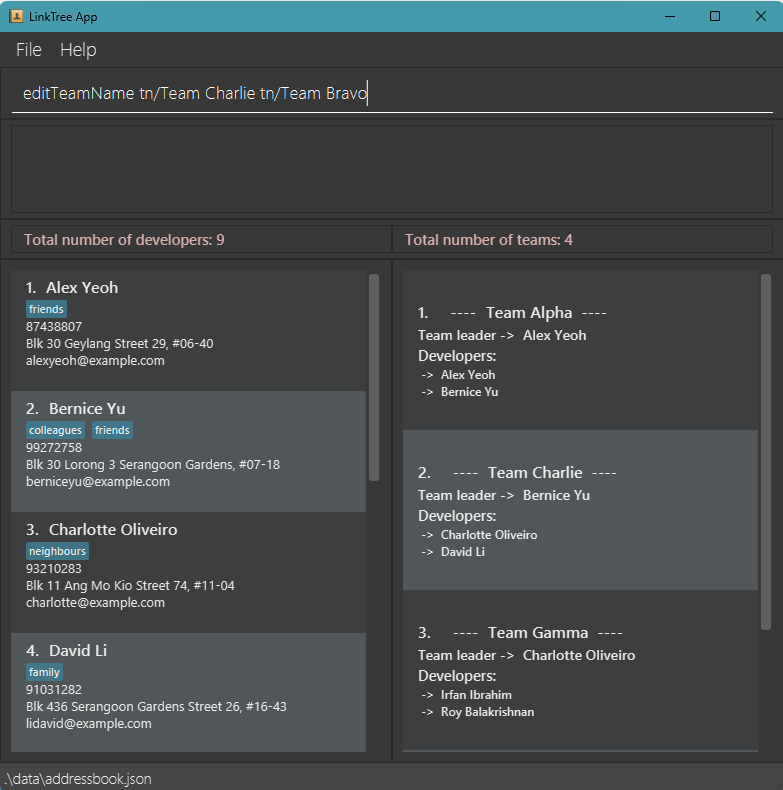 LinkTree App
File Help
editTeamName tn/Team Charlie tn/Team Bravo
Total number of developers: 9
Total number of teams: 4
1. Alex Yeoh
friends
87438807
Blk 30 Geylang Street 29, #06-40
alexyeoh@example.com
2. Bernice Yu
colleagues friends
99272758
Blk 30 Lorong 3 Serangoon Gardens, #07-18
berniceyu@example.com
3. Charlotte Oliveiro
neighbours
93210283
Blk 11 Ang Mo Kio Street 74, #11-04
charlotte@example.com
4. David Li
family
91031282
Blk 436 Serangoon Gardens Street 26, #16-43
lidavid@example.com
1. ---- Team Alpha ----
Team leader -> Alex Yeoh
Developers:
-> Alex Yeoh
-> Bernice Yu
2. ---- Team Charlie ----
Team leader -> Bernice Yu
Developers:
-> Charlotte Oliveiro
-> David Li
3. ---- Team Gamma ----
Team leader -> Charlotte Oliveiro
Developers:
-> Irfan Ibrahim
-> Roy Balakrishnan
.\data\addressbook.json